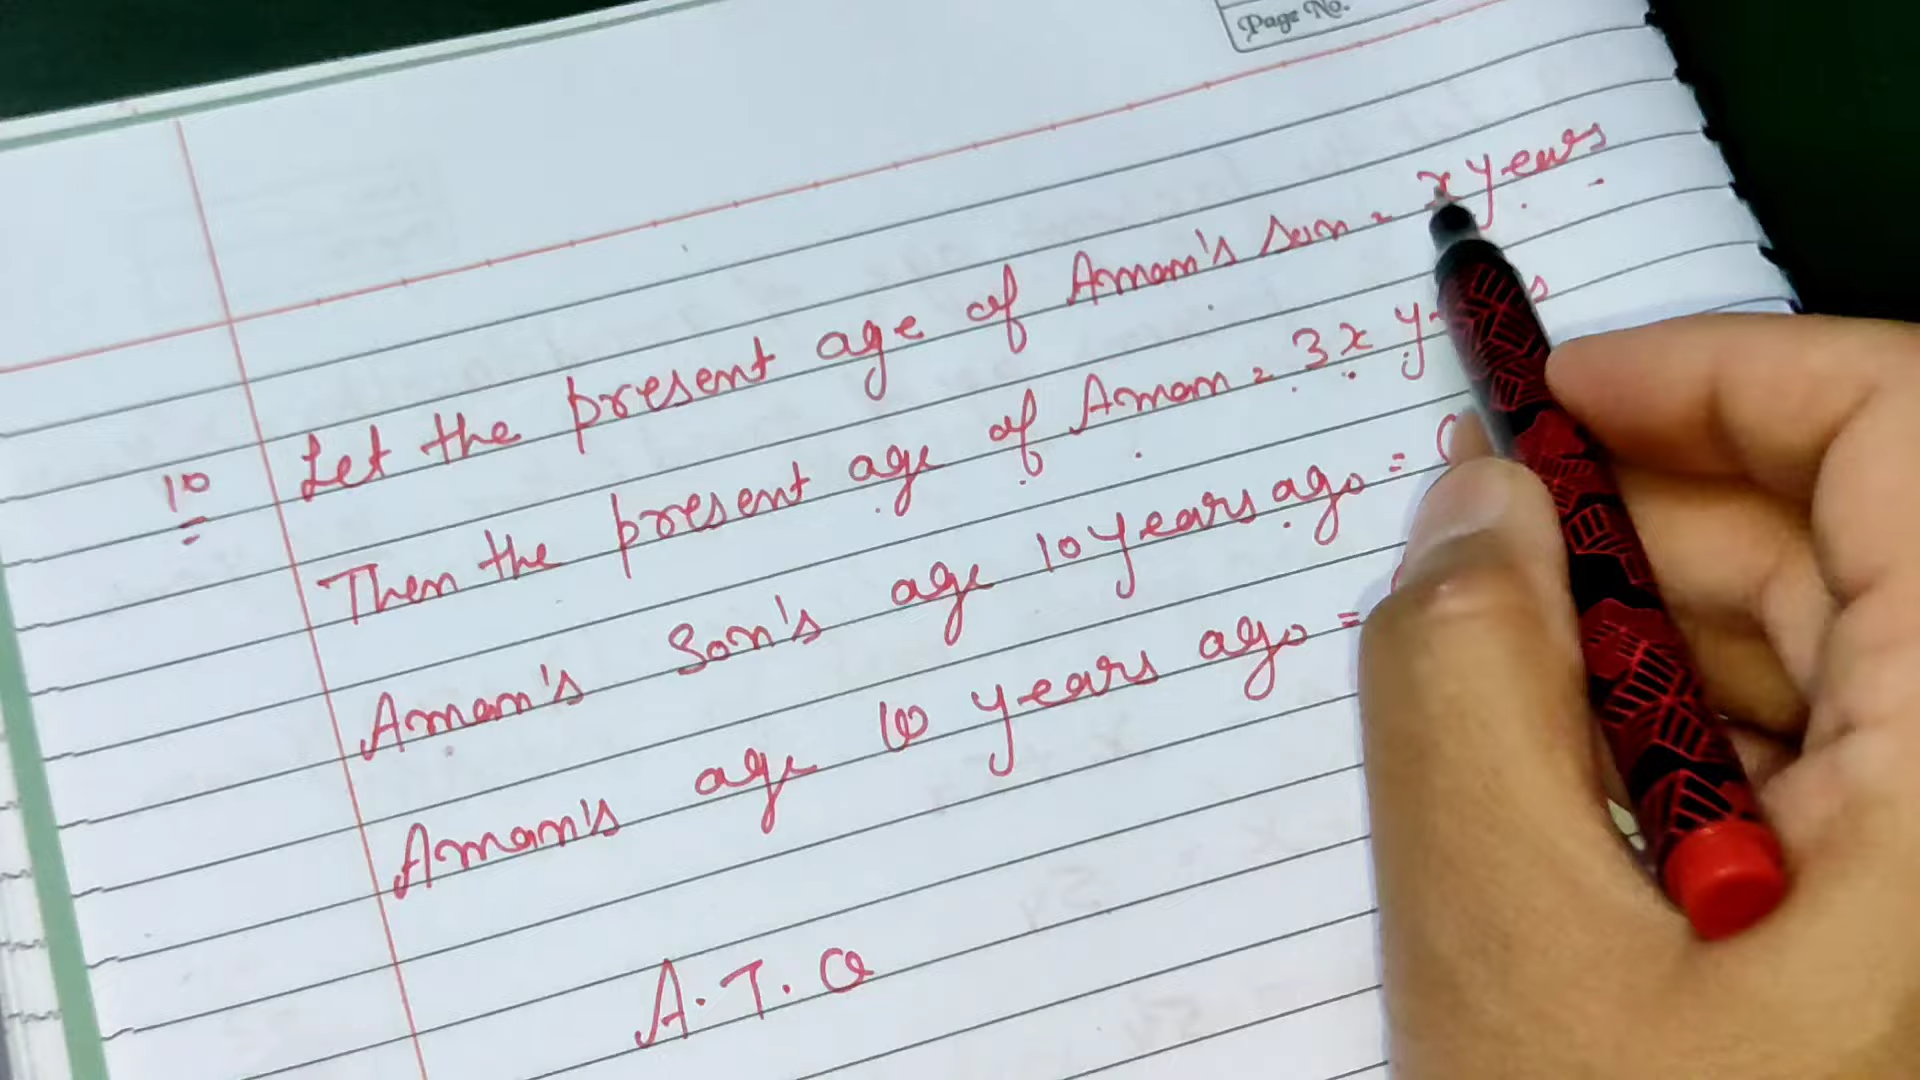 Page No.
Let the present age of Aman's son = x years
10
Then the present age of Aman = 3x
Aman's Son's age 10 years ago = (
Aman's age 10 years ago = (
A.T.Q